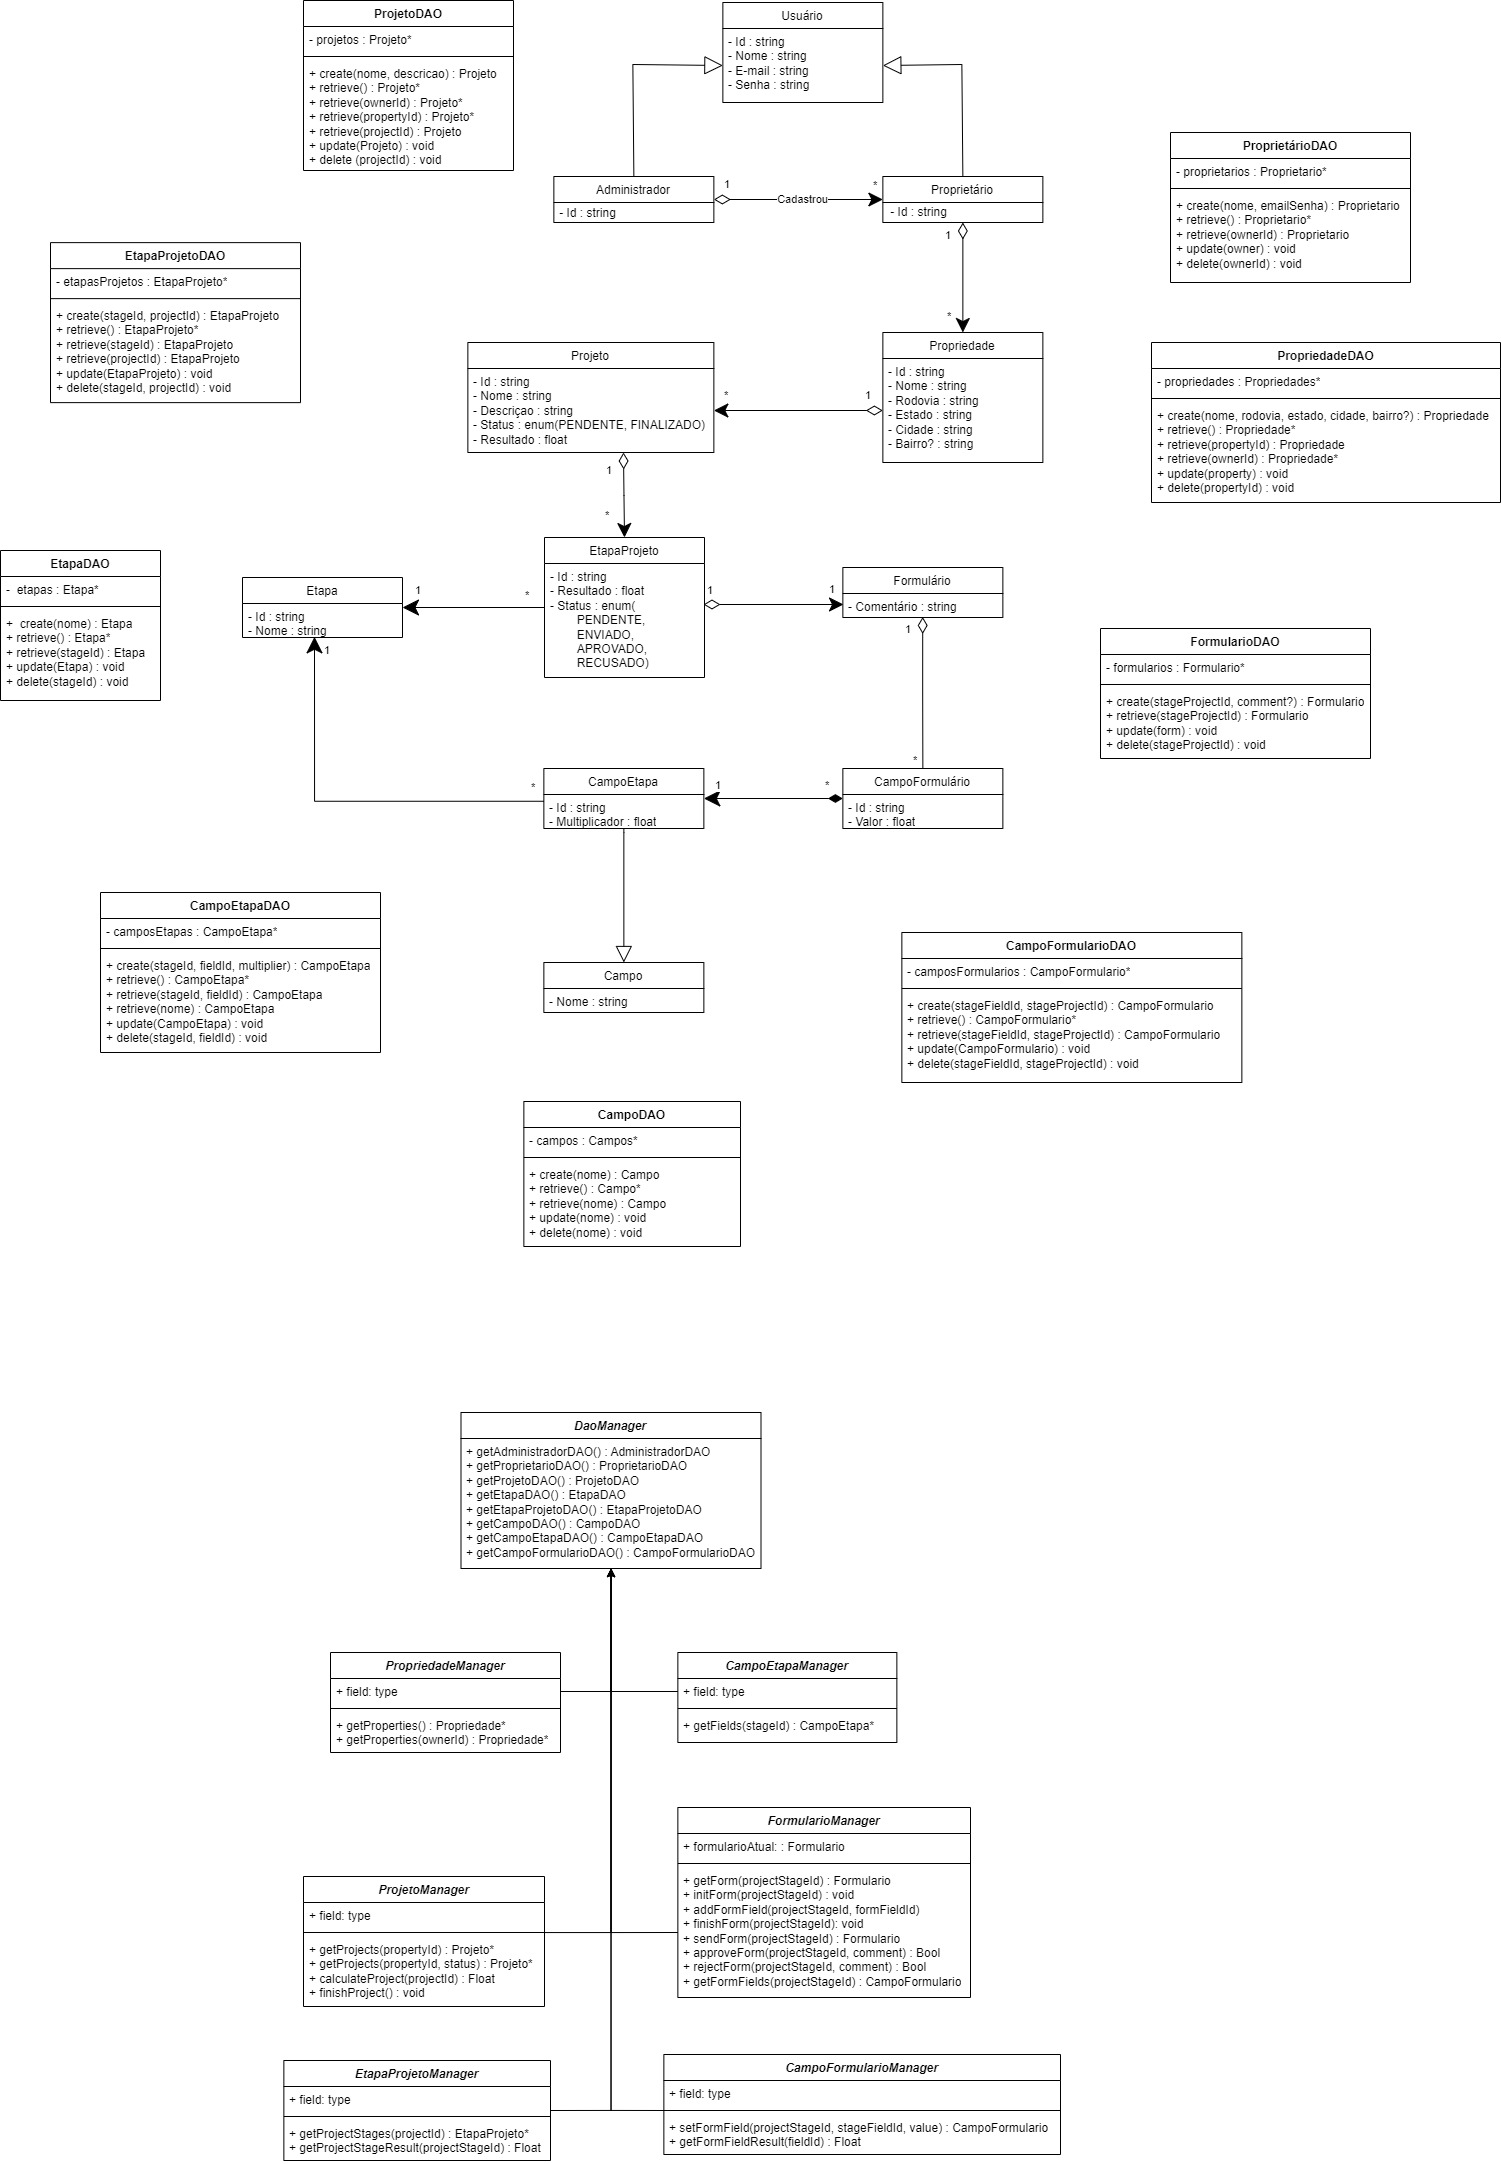 ProjetoDAO
- projetos : Projeto*
+ create(nome, descricao) : Projeto
+ retrieve() : Projeto*
+ retrieve(ownerId) : Projeto*
+ retrieve(propertyId) : Projeto*
+ retrieve(projectId) : Projeto
+ update(Projeto) : void
+ delete (projectId) : void
Usuário
- Id : string
- Nome : string
- E-mail : string
- Senha : string
Administrador
- Id : string
1
Cadastrou
*
Proprietário
- Id : string
1
*
ProprietárioDAO
- proprietarios : Proprietario*
+ create(nome, emailSenha) : Proprietario
+ retrieve() : Proprietario*
+ retrieve(ownerId) : Proprietario
+ update(owner) : void
+ delete(ownerId) : void
EtapaProjetoDAO
- etapasProjetos : EtapaProjeto*
+ create(stageId, projectId) : EtapaProjeto
+ retrieve() : EtapaProjeto*
+ retrieve(stageId) : EtapaProjeto
+ retrieve(projectId) : EtapaProjeto
+ update(EtapaProjeto) : void
+ delete(stageId, projectId) : void
Projeto
- Id : string
- Nome : string
- Descriçao : string
- Status : enum(PENDENTE, FINALIZADO)
- Resultado : float
*
1
Propriedade
- Id : string
- Nome : string
- Rodovia : string
- Estado : string
- Cidade : string
- Bairro? : string
PropriedadeDAO
- propriedades : Propriedades*
+ create(nome, rodovia, estado, cidade, bairro?) : Propriedade
+ retrieve() : Propriedade*
+ retrieve(propertyId) : Propriedade
+ retrieve(ownerId) : Propriedade*
+ update(property) : void
+ delete(propertyId) : void
1
*
EtapaDAO
-  etapas : Etapa*
+  create(nome) : Etapa
+ retrieve() : Etapa*
+ retrieve(stageId) : Etapa
+ update(Etapa) : void
+ delete(stageId) : void
Etapa
- Id : string
- Nome : string
1
*
1
EtapaProjeto
- Id : string
- Resultado : float
- Status : enum(
PENDENTE,
ENVIADO,
APROVADO,
RECUSADO)
1
1
Formulário
- Comentário : string
1
*
FormularioDAO
- formularios : Formulario*
+ create(stageProjectId, comment?) : Formulario
+ retrieve(stageProjectId) : Formulario
+ update(form) : void
+ delete(stageProjectId) : void
*
CampoEtapa
- Id : string
- Multiplicador : float
1
*
CampoFormulário
- Id : string
- Valor : float
CampoEtapaDAO
- camposEtapas : CampoEtapa*
+ create(stageId, fieldId, multiplier) : CampoEtapa
+ retrieve() : CampoEtapa*
+ retrieve(stageId, fieldId) : CampoEtapa
+ retrieve(nome) : CampoEtapa
+ update(CampoEtapa) : void
+ delete(stageId, fieldId) : void
Campo
- Nome : string
CampoFormularioDAO
- camposFormularios : CampoFormulario*
+ create(stageFieldId, stageProjectId) : CampoFormulario
+ retrieve() : CampoFormulario*
+ retrieve(stageFieldId, stageProjectId) : CampoFormulario
+ update(CampoFormulario) : void
+ delete(stageFieldId, stageProjectId) : void
CampoDAO
- campos : Campos*
+ create(nome) : Campo
+ retrieve() : Campo*
+ retrieve(nome) : Campo
+ update(nome) : void
+ delete(nome) : void
DaoManager
+ getAdministradorDAO() : AdministradorDAO
+ getProprietarioDAO() : ProprietarioDAO
+ getProjetoDAO() : ProjetoDAO
+ getEtapaDAO() : EtapaDAO
+ getEtapaProjetoDAO() : EtapaProjetoDAO
+ getCampoDAO() : CampoDAO
+ getCampoEtapaDAO() : CampoEtapaDAO
+ getCampoFormularioDAO() : CampoFormularioDAO
PropriedadeManager
+ field: type
+ getProperties() : Propriedade*
+ getProperties(ownerId) : Propriedade*
CampoEtapaManager
+ field: type
+ getFields(stageId) : CampoEtapa*
ProjetoManager
+ field: type
+ getProjects(propertyId) : Projeto*
+ getProjects(propertyId, status) : Projeto*
+ calculateProject(projectId) : Float
+ finishProject() : void
FormularioManager
+ formularioAtual: : Formulario
+ getForm(projectStageId) : Formulario
+ initForm(projectStageId) : void
+ addFormField(projectStageId, formFieldId)
+ finishForm(projectStageId): void
+ sendForm(projectStageId) : Formulario
+ approveForm(projectStageId, comment) : Bool
+ rejectForm(projectStageId, comment) : Bool
+ getFormFields(projectStageId) : CampoFormulario
EtapaProjetoManager
+ field: type
+ getProjectStages(projectId) : EtapaProjeto*
+ getProjectStageResult(projectStageId) : Float
CampoFormularioManager
+ field: type
+ setFormField(projectStageId, stageFieldId, value) : CampoFormulario
+ getFormFieldResult(fieldId) : Float